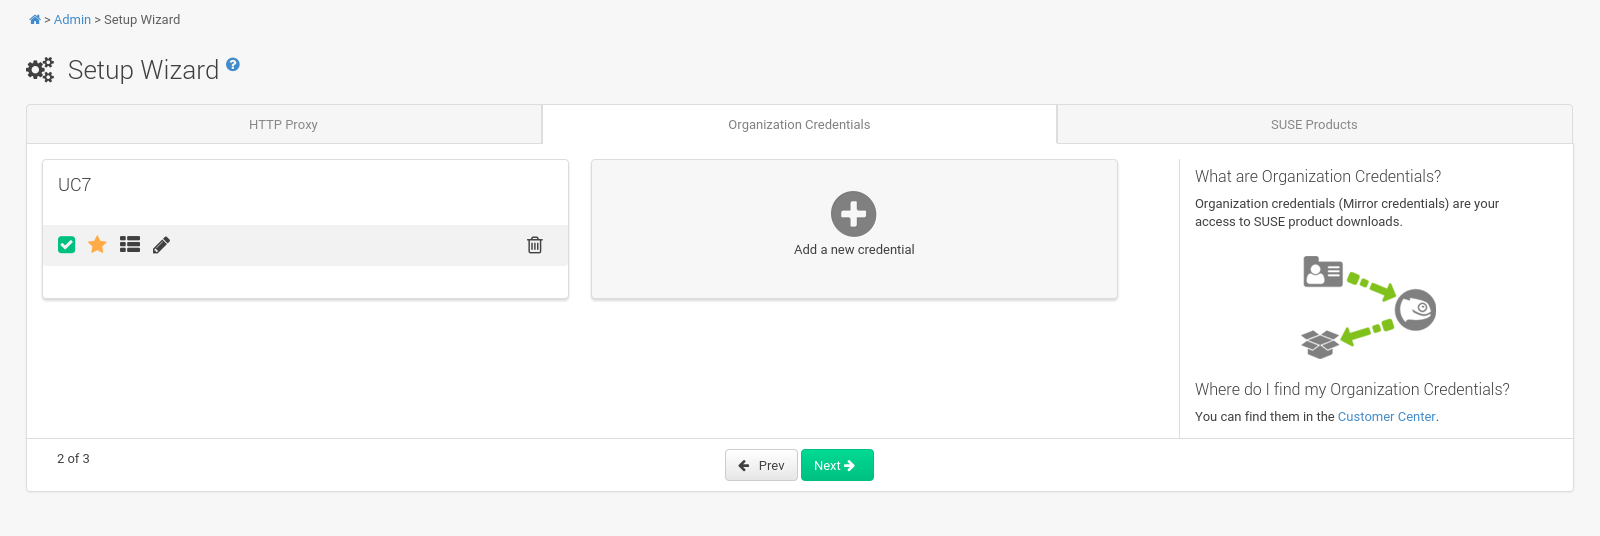 > Admin > Setup Wizard
Setup Wizard ?
HTTP Proxy
Organization Credentials
SUSE Products
UC7
Add a new credential
What are Organization Credentials?
Organization credentials (Mirror credentials) are your
access to SUSE product downloads.
Where do I find my Organization Credentials?
You can find them in the Customer Center.
2 of 3
Prev
Next